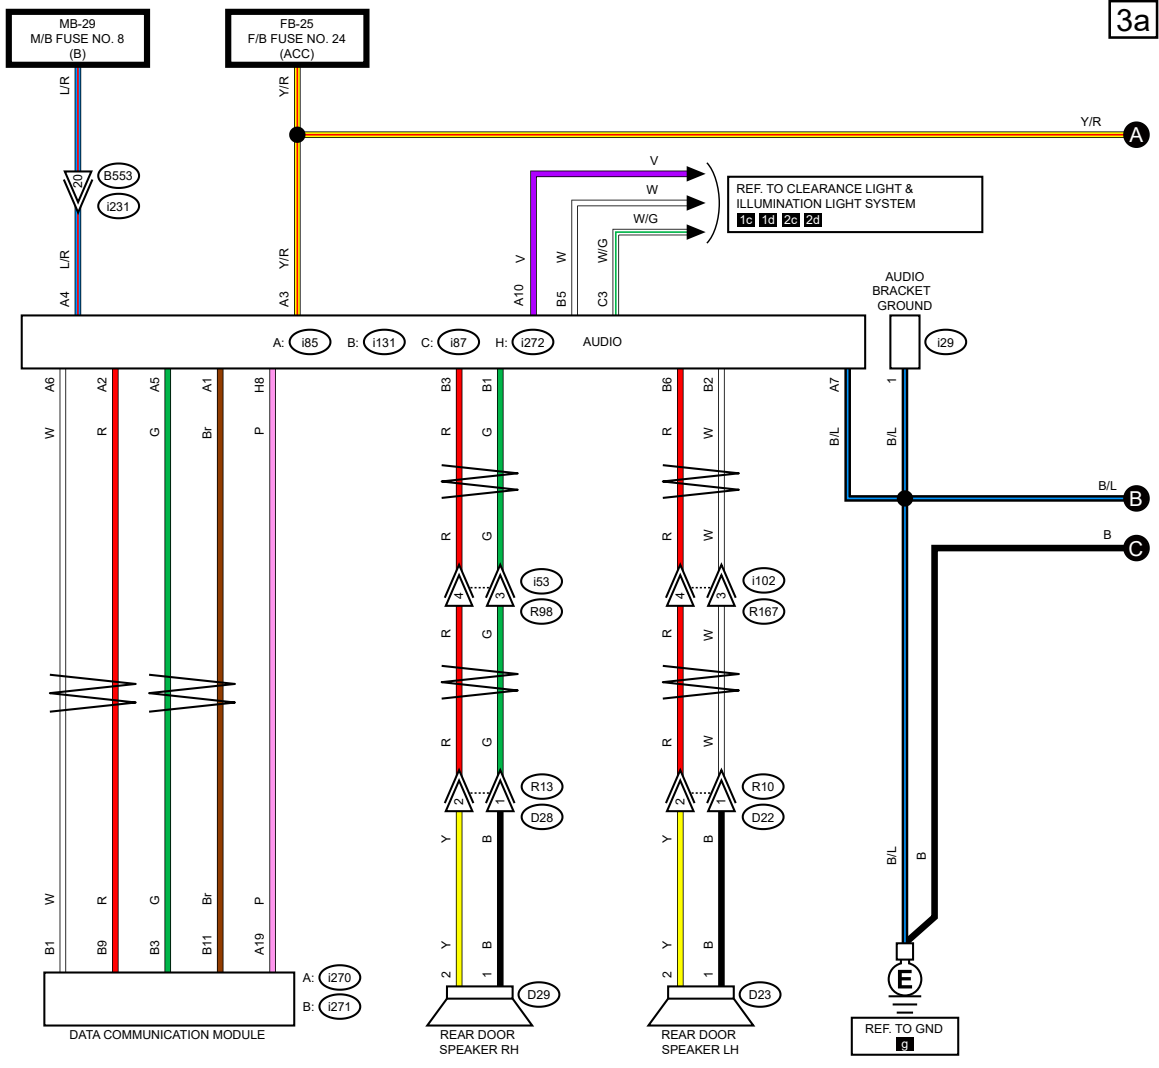 3a
MB-29
M/B FUSE NO. 8
(B)
FB-25
F/B FUSE NO. 24
(ACC)
L/R
Y/R
Y/R
A
20
B553
i231
V
W
W/G
REF. TO CLEARANCE LIGHT &
ILLUMINATION LIGHT SYSTEM
1c 1d 2c 2d
L/R
Y/R
V
W
W/G
A4
A3
A10
B5
C3
AUDIO
BRACKET
GROUND
A: i85 B: i131 C: i87 H: i272 AUDIO
i29
A6
A2
A5
A1
H8
B3
B1
B6
B2
A7
1
W
R
G
Br
P
R
G
R
W
B/L
B/L
B/L
B
B
C
R
G
R
W
4
3
i53
R98
4
3
i102
R167
R
G
R
W
R
G
R
W
2
1
R13
D28
2
1
R10
D22
Y
B
Y
B
B/L
B
W
R
G
Br
P
B1
B9
B3
B11
A19
Y
B
Y
B
2
1
2
1
A: i270
B: i271
D29
D23
E
DATA COMMUNICATION MODULE
REAR DOOR
SPEAKER RH
REAR DOOR
SPEAKER LH
REF. TO GND
g